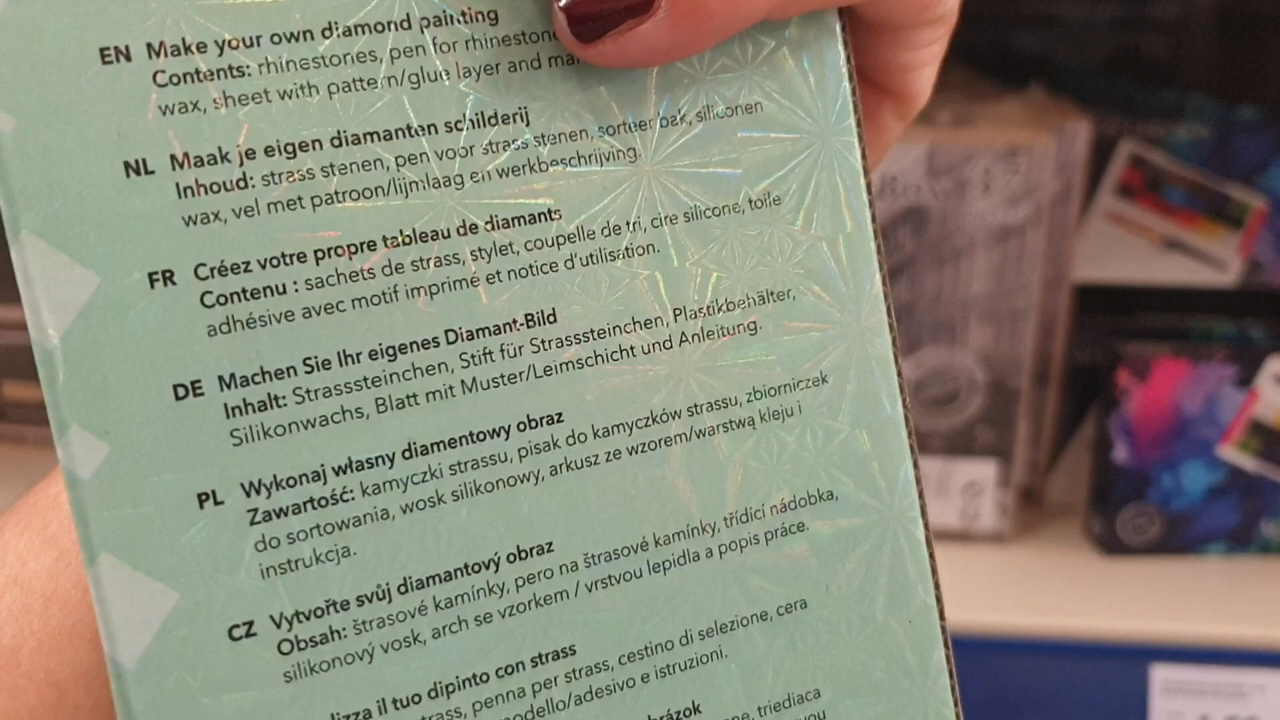 EN Make your own diamond painting
Contents: rhinestones, pen for
wax, sheet with pattern/glue layer and
NL Maak je eigen diamanten schilderij
Inhoud: strass stenen, pen voor strass stenen, sorteer bak, siliconen
wax, vel met patroon/lijmlaag en werkbeschrijving.
FR Créez votre propre tableau de diamants
Contenu : sachets de strass, stylet, coupelle de tri, cire silicone, toile
adhésive avec motif imprimé et notice d'utilisation.
DE Machen Sie Ihr eigenes Diamant-Bild
Inhalt: Strasssteinchen, Stift für Strasssteinchen, Plastikbehälter,
Silikonwachs, Blatt mit Muster/Leimschicht und Anleitung.
PL Wykonaj własny diamentowy obraz
Zawartość: kamyczki strassu, pisak do kamyczków strassu, zbiorniczek
do sortowania, wosk silikonowy, arkusz ze wzorem/warstwą kleju i
instrukcja.
CZ Vytvořte svůj diamantový obraz
Obsah: štrasové kamínky, pero na štrasové kamínky, třídící nádobka,
silikonový vosk, arch se vzorkem / vrstvou lepidla a popis práce.
il tuo dipinto con strass
penna per strass, cestino di selezione, cera
e istruzioni.
triediaca